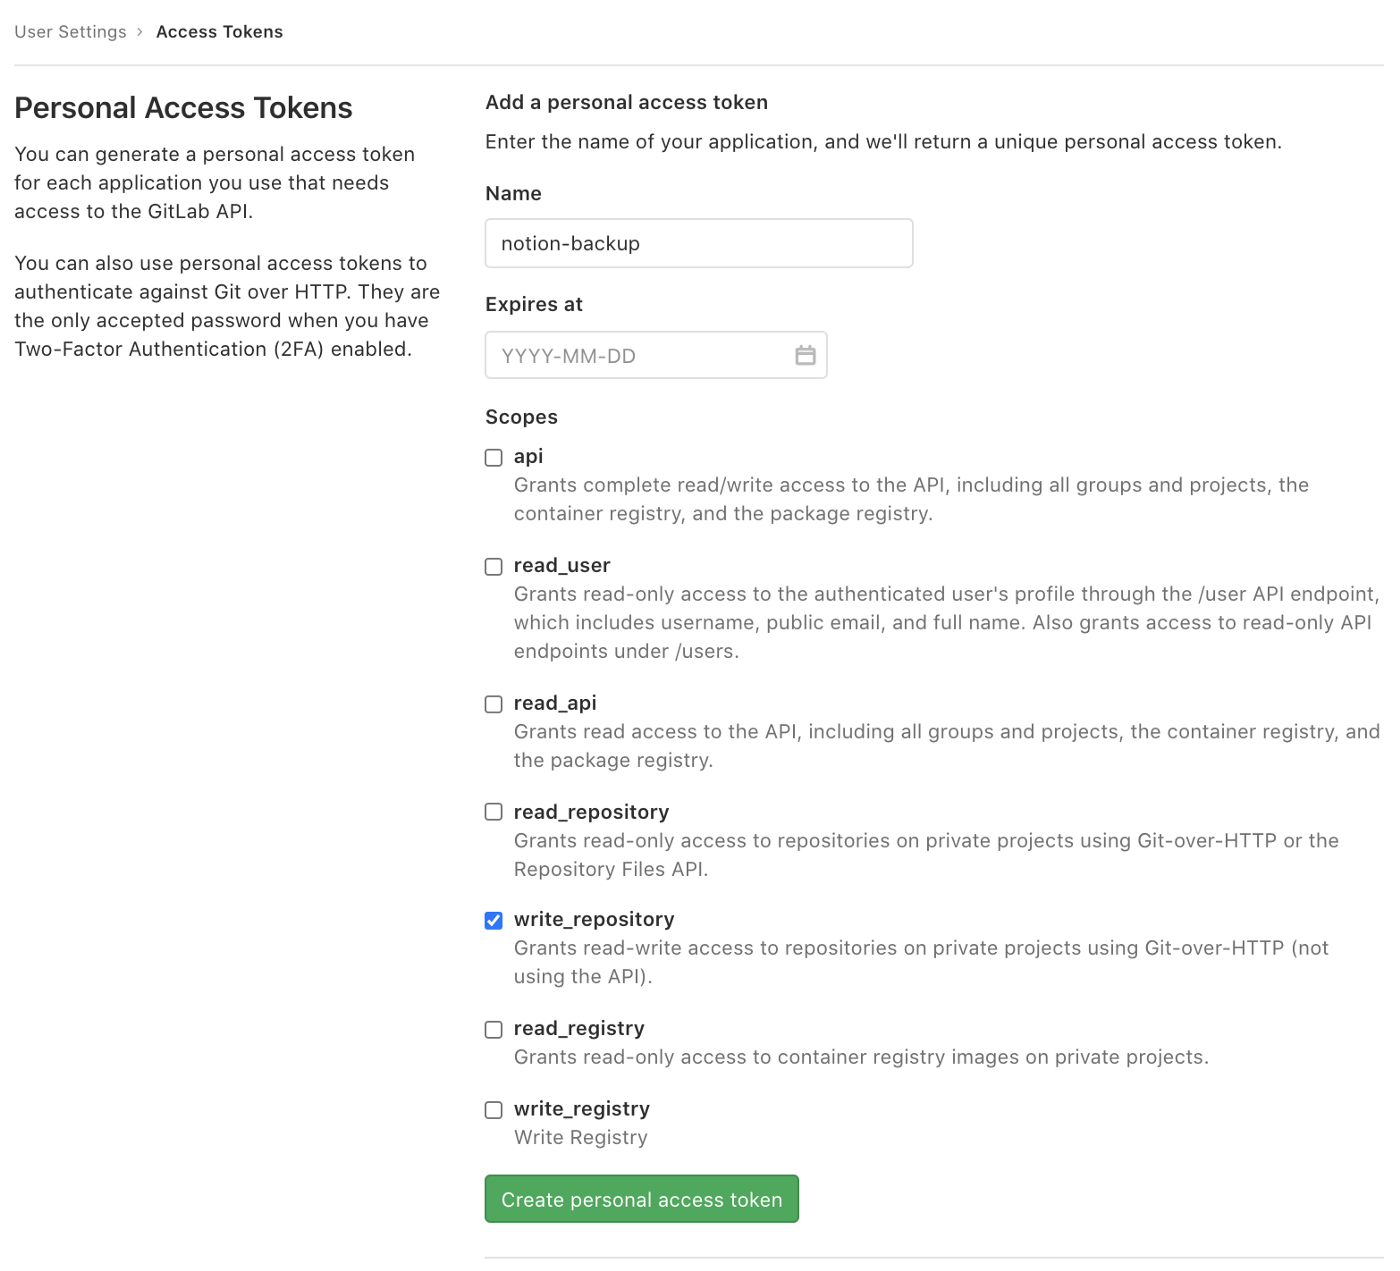 User Settings › Access Tokens
Personal Access Tokens
You can generate a personal access token
for each application you use that needs
access to the GitLab API.
You can also use personal access tokens to
authenticate against Git over HTTP. They are
the only accepted password when you have
Two-Factor Authentication (2FA) enabled.
Add a personal access token
Enter the name of your application, and we'll return a unique personal access token.
Name
notion-backup
Expires at
YYYY-MM-DD
Scopes
api
Grants complete read/write access to the API, including all groups and projects, the
container registry, and the package registry.
read_user
Grants read-only access to the authenticated user's profile through the /user API endpoint,
which includes username, public email, and full name. Also grants access to read-only API
endpoints under /users.
read_api
Grants read access to the API, including all groups and projects, the container registry, and
the package registry.
read_repository
Grants read-only access to repositories on private projects using Git-over-HTTP or the
Repository Files API.
write_repository
Grants read-write access to repositories on private projects using Git-over-HTTP (not
using the API).
read_registry
Grants read-only access to container registry images on private projects.
write_registry
Write Registry
Create personal access token